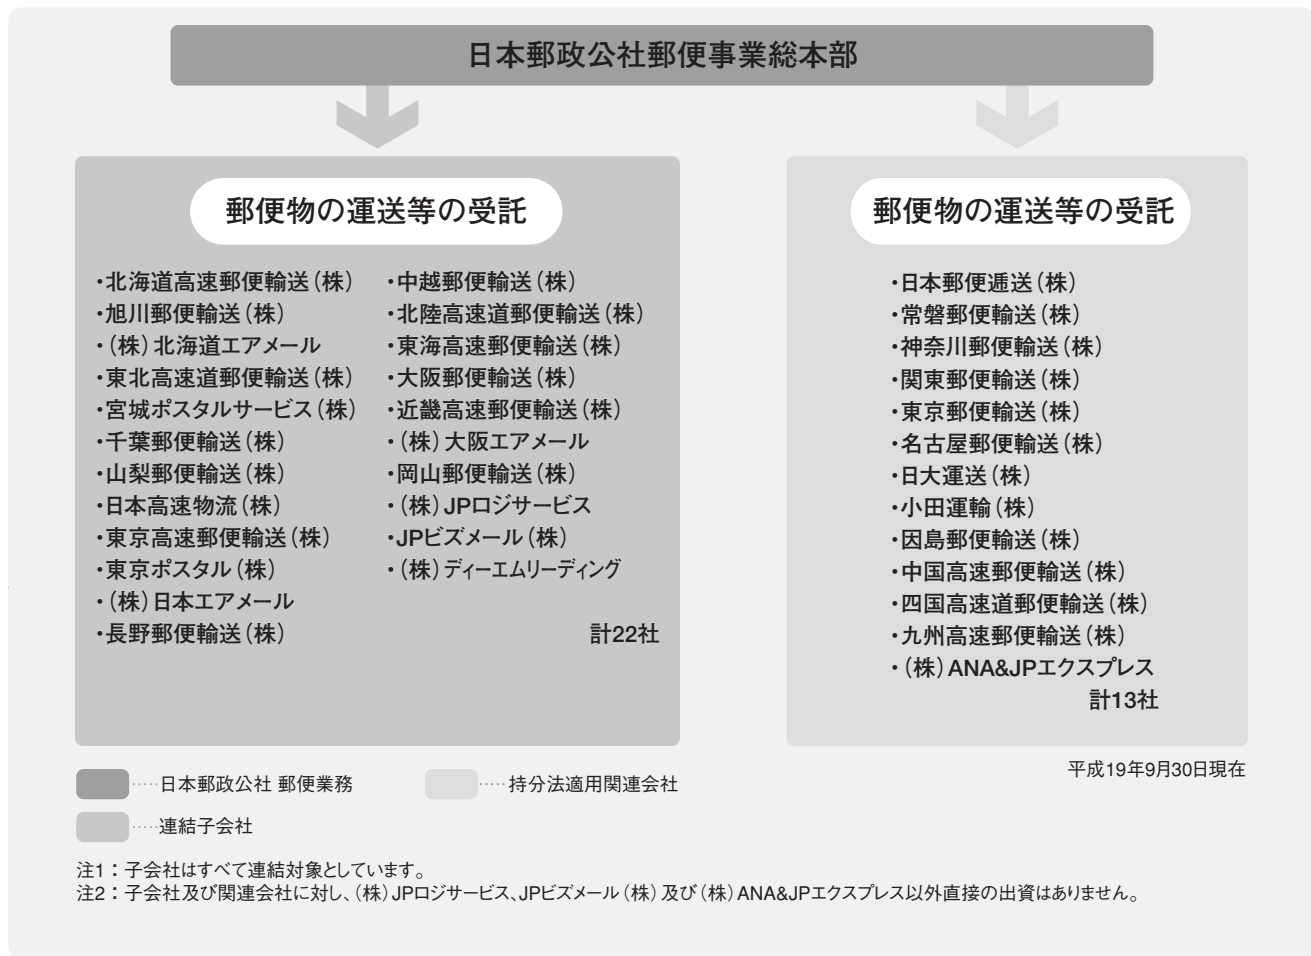 日本郵政公社郵便事業総本部
郵便物の運送等の受託
・北海道高速郵便輸送(株)
・旭川郵便輸送(株)
・(株)北海道エアメール
・東北高速道郵便輸送(株)
・宮城ポスタルサービス(株)
・千葉郵便輸送(株)
・山梨郵便輸送(株)
・日本高速物流(株)
・東京高速郵便輸送(株)
・東京ポスタル(株)
・(株)日本エアメール
・長野郵便輸送(株)
・中越郵便輸送(株)
・北陸高速道郵便輸送(株)
・東海高速郵便輸送(株)
・大阪郵便輸送(株)
・近畿高速郵便輸送(株)
・(株)大阪エアメール
・岡山郵便輸送(株)
・(株)JPロジサービス
・JPビズメール(株)
・(株)ディーエムリーディング
計22社
郵便物の運送等の受託
・日本郵便逓送(株)
・常磐郵便輸送(株)
・神奈川郵便輸送(株)
・関東郵便輸送(株)
・東京郵便輸送(株)
・名古屋郵便輸送(株)
・日大運送(株)
・小田運輸(株)
・因島郵便輸送(株)
・中国高速郵便輸送(株)
・四国高速道郵便輸送(株)
・九州高速郵便輸送(株)
・(株)ANA&JPエクスプレス
計13社
平成19年9月30日現在
·····日本郵政公社 郵便業務
·····持分法適用関連会社
·····連結子会社
注1:子会社はすべて連結対象としています。
注2:子会社及び関連会社に対し、(株)JPロジサービス、JPビズメール(株)及び(株)ANA&JPエクスプレス以外直接の出資はありません。